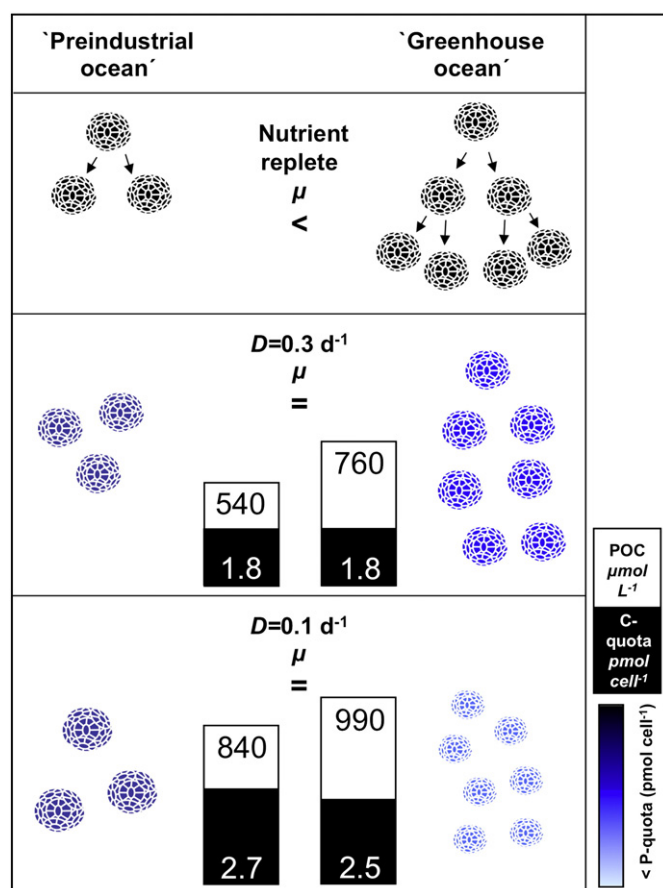 `Preindustrial
ocean´
`Greenhouse
ocean´
Nutrient
replete
μ
<
D=0.3 d-1
μ
=
540
1.8
760
1.8
D=0.1 d-1
μ
=
840
2.7
990
2.5
POC
μmol
L-1
C-
quota
pmol
cell-1
< P-quota (pmol cell-1)